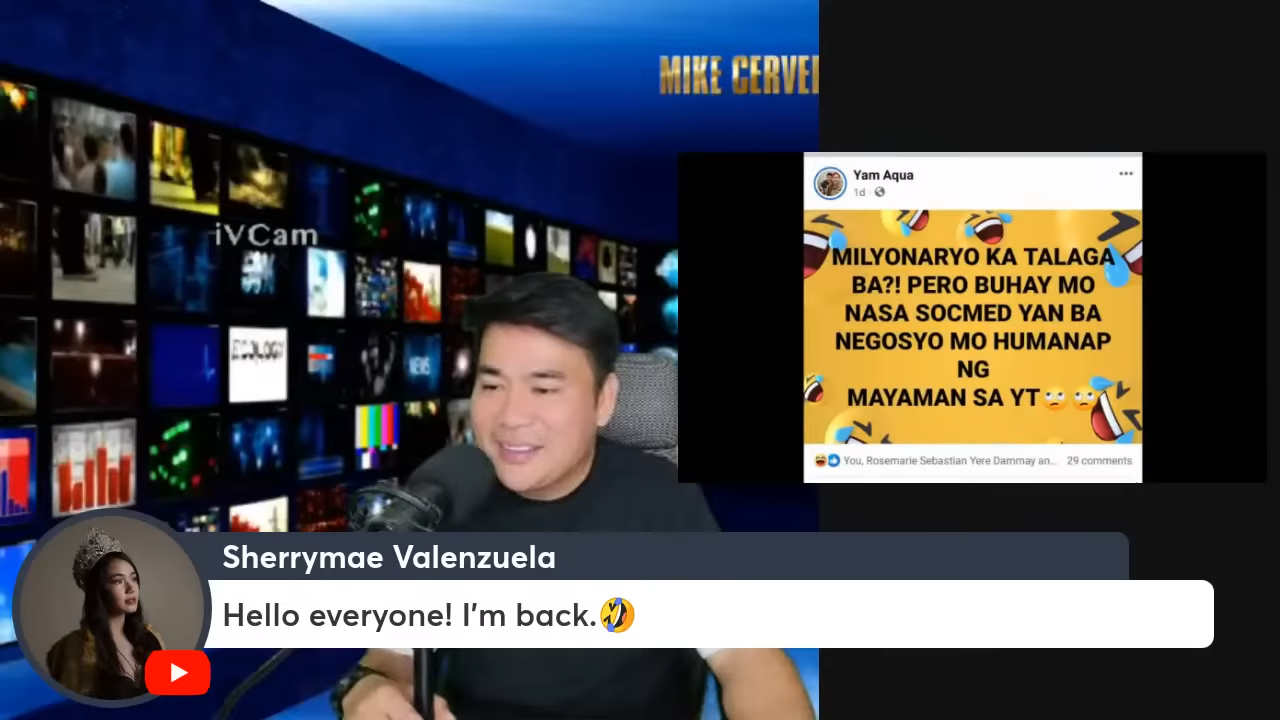 MIKE CERVE
iVCam
ECOLOGY
NEWS
Yam Aqua
1d
MILYONARYO KA TALAGA
BA?! PERO BUHAY MO
NASA SOCMED YAN BA
NEGOSYO MO HUMANAP
NG
MAYAMAN SA YT🙄🙄
You, Rosemarie Sebastian Yere Dammay an... 29 comments
Sherrymae Valenzuela
Hello everyone! I'm back.🤣